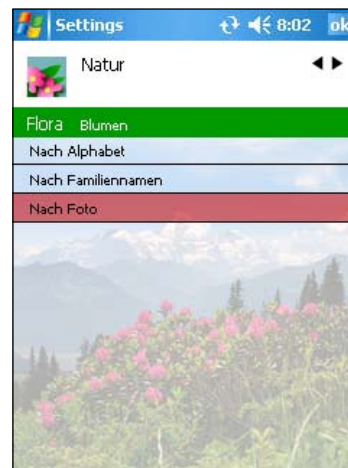 Settings 8:02 ok
Natur
Flora Blumen
Nach Alphabet
Nach Familiennamen
Nach Foto